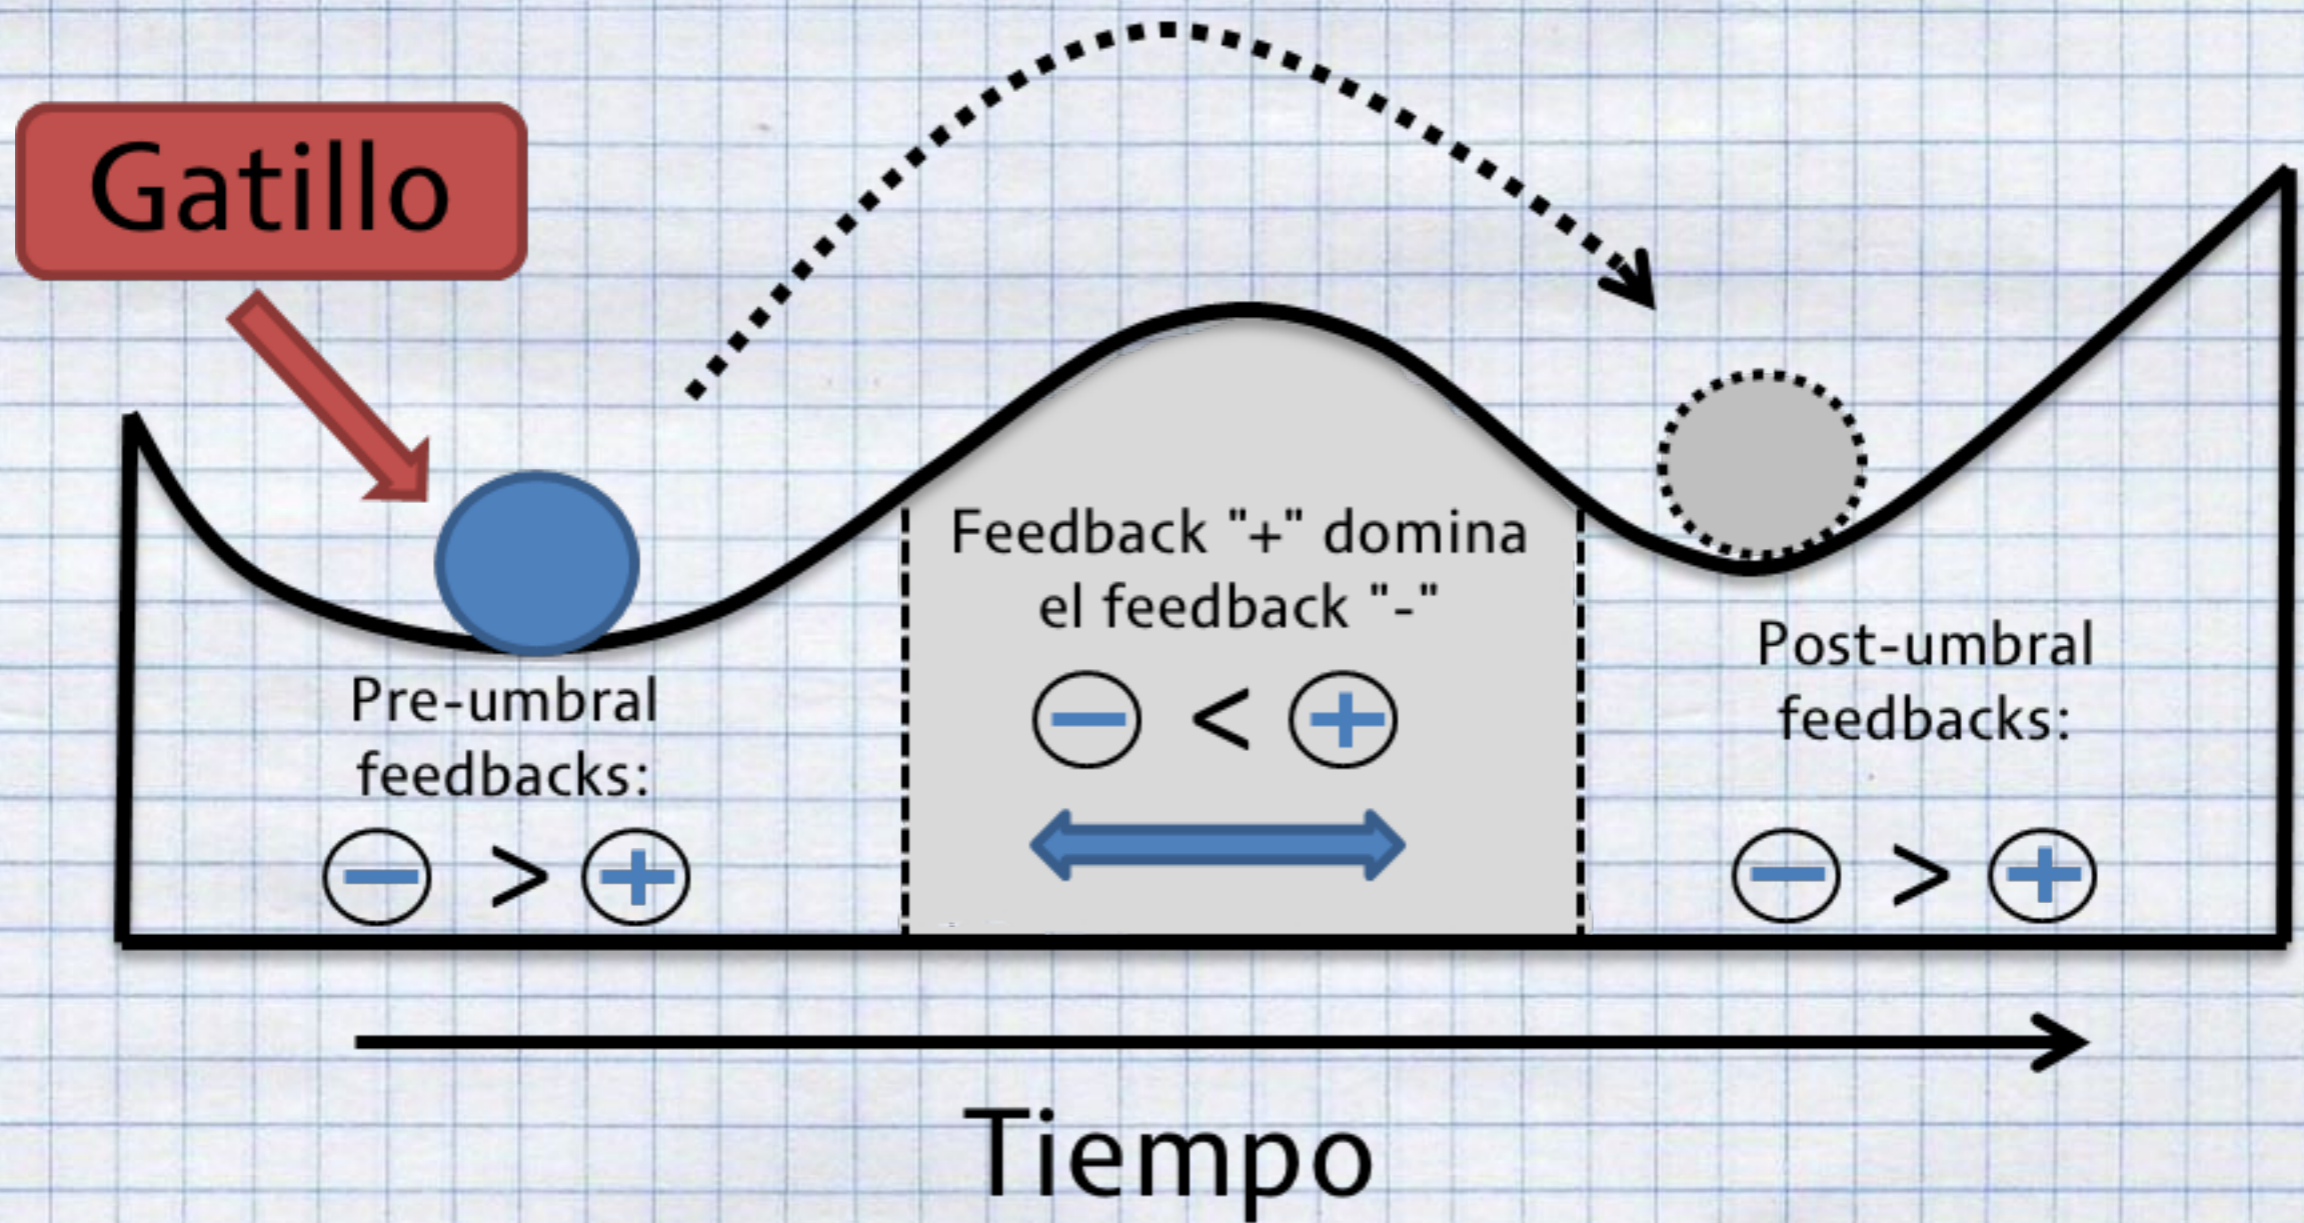 Gatillo
Feedback "+" domina
el feedback "-"
− < +
Pre-umbral
feedbacks:
− > +
Post-umbral
feedbacks:
− > +
Tiempo